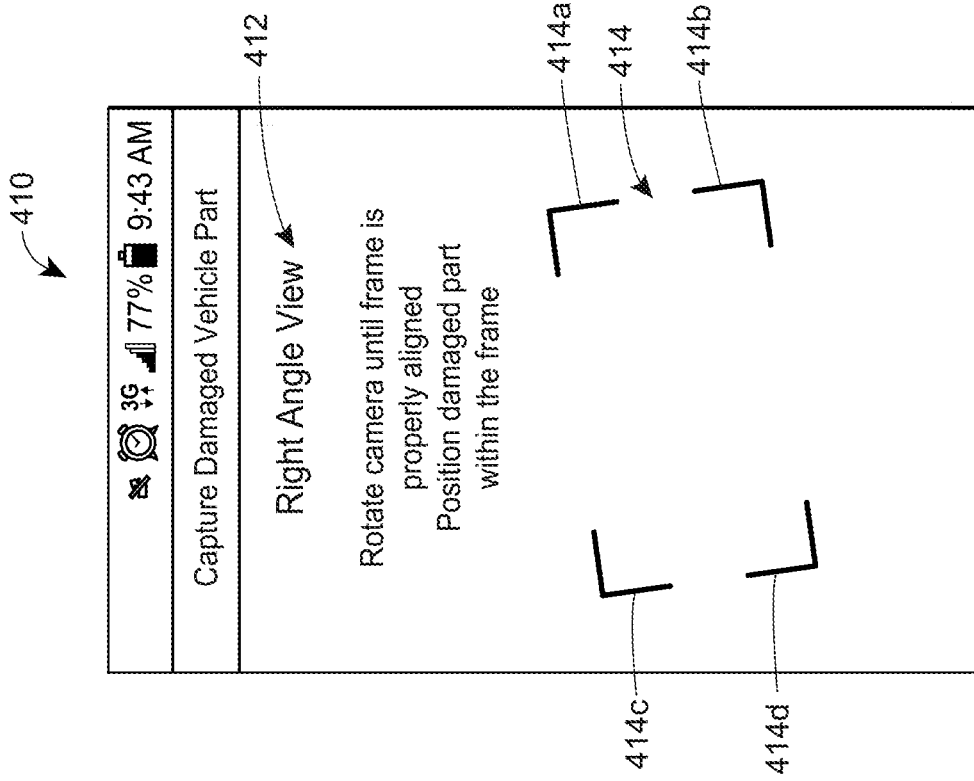 410
3G 77% 9:43 AM
Capture Damaged Vehicle Part
Right Angle View
412
Rotate camera until frame is
properly aligned
Position damaged part
within the frame
414a
414
414b
414c
414d